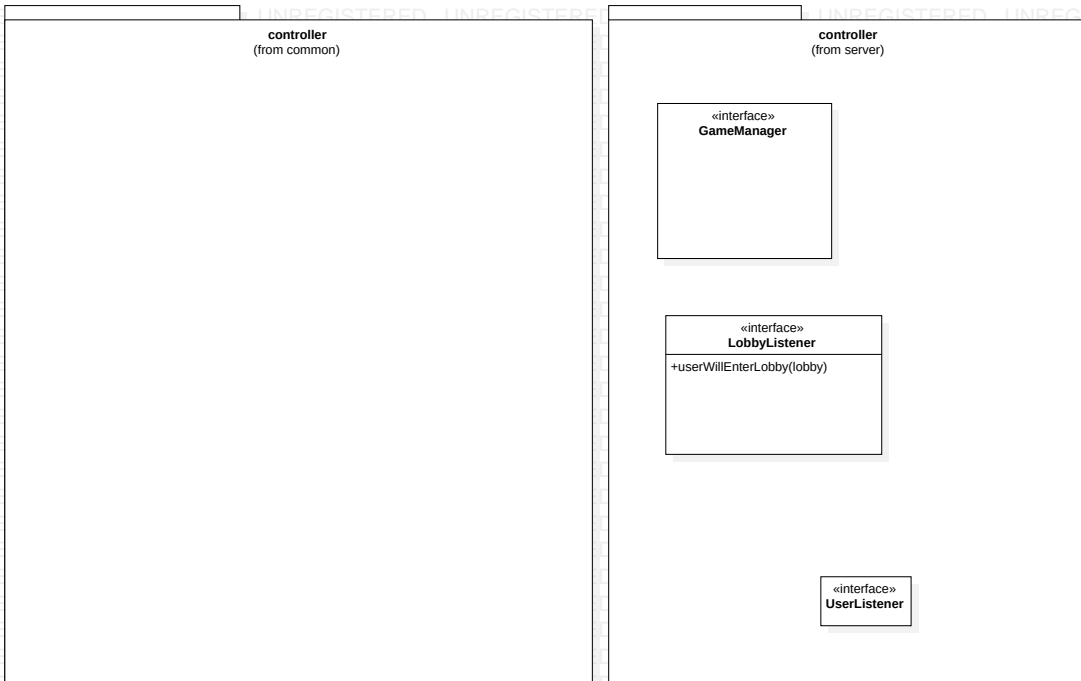 UNREGISTERED UNREGISTERED
controller
(from common)
UNREGISTERED UNREG
controller
(from server)
«interface»
GameManager
«interface»
LobbyListener
+userWillEnterLobby(lobby)
«interface»
UserListener